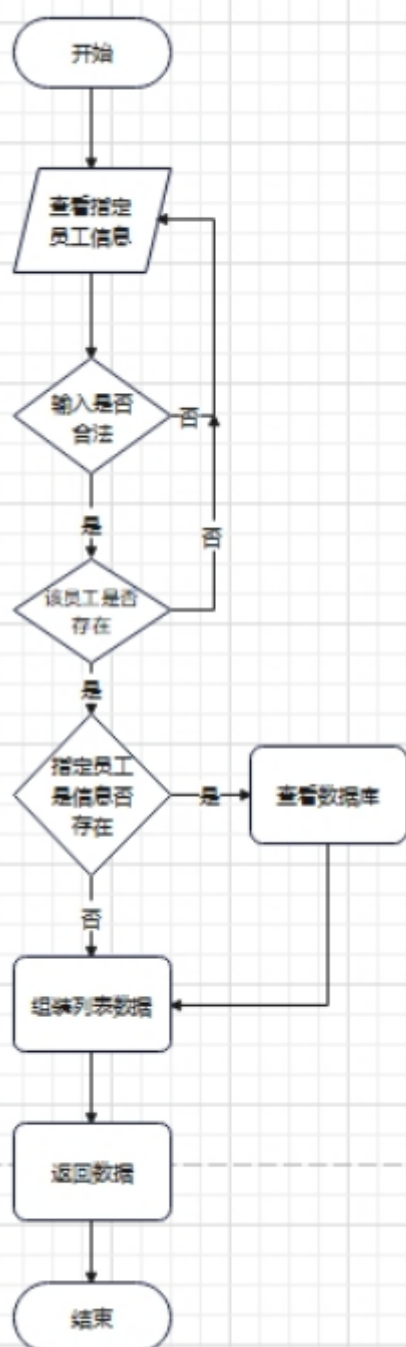 开始
查看指定
员工信息
输入是否
合法
否
是
否
该员工是否
存在
是
指定员工
是信息否
存在
是
查看数据库
否
组装列表数据
返回数据
结束